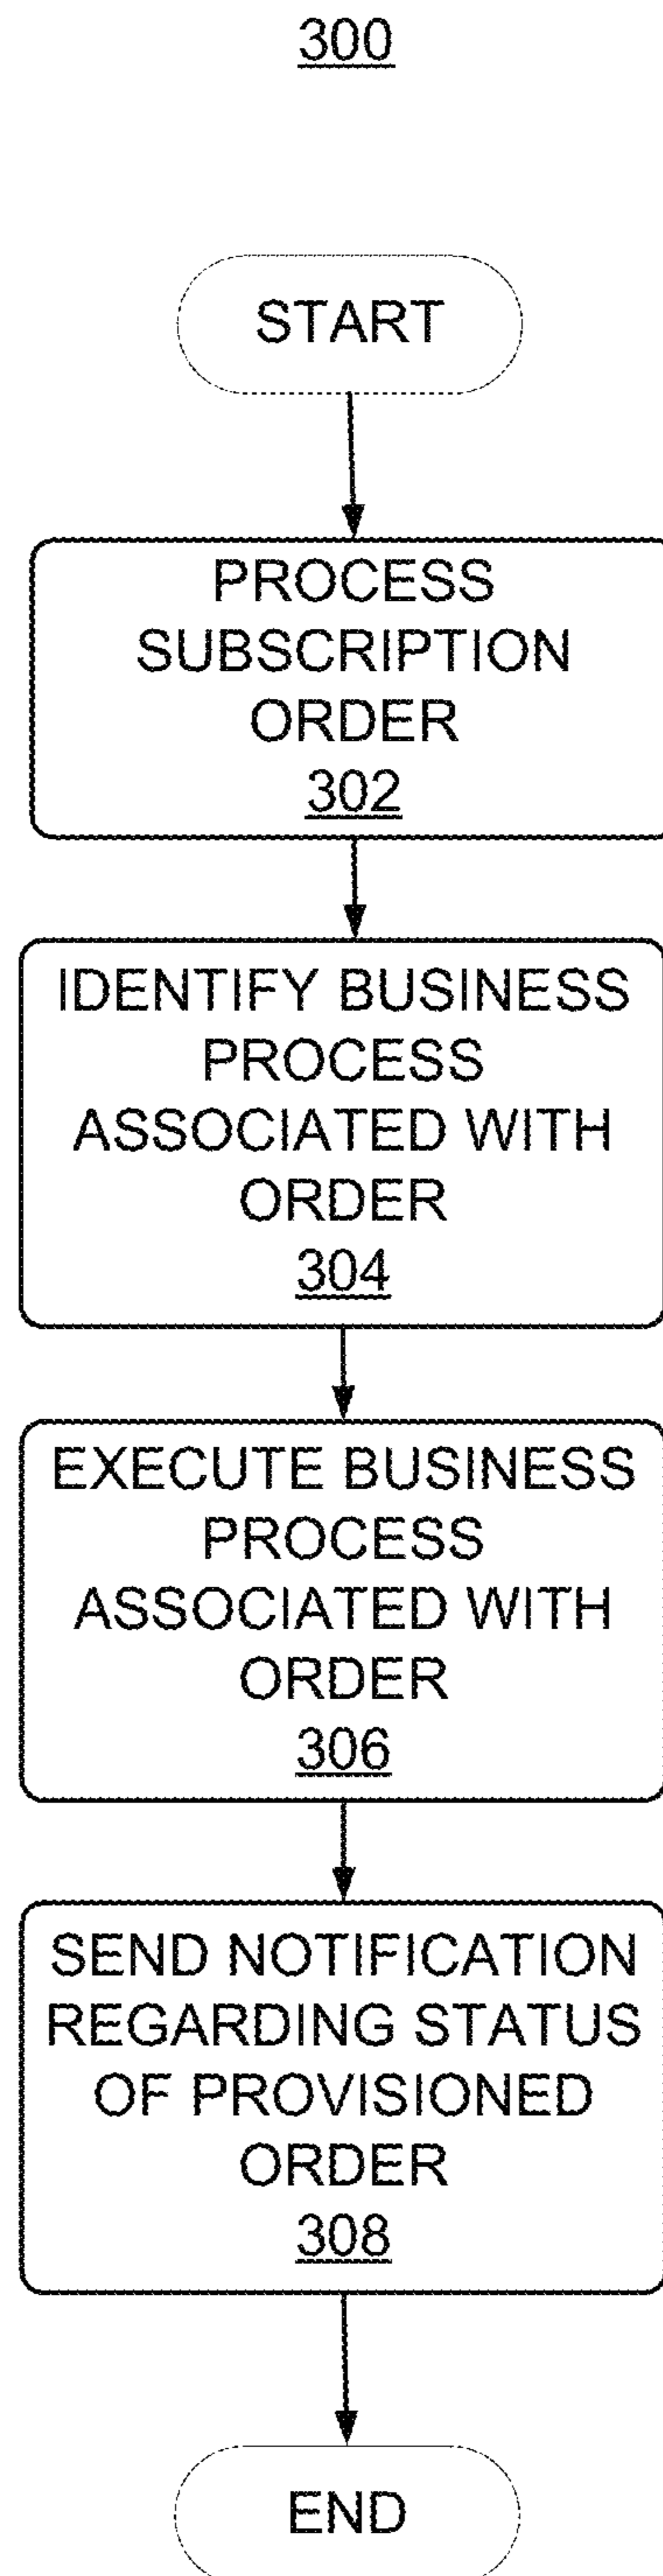 300
START
PROCESS
SUBSCRIPTION
ORDER
302
IDENTIFY BUSINESS
PROCESS
ASSOCIATED WITH
ORDER
304
EXECUTE BUSINESS
PROCESS
ASSOCIATED WITH
ORDER
306
SEND NOTIFICATION
REGARDING STATUS
OF PROVISIONED
ORDER
308
END